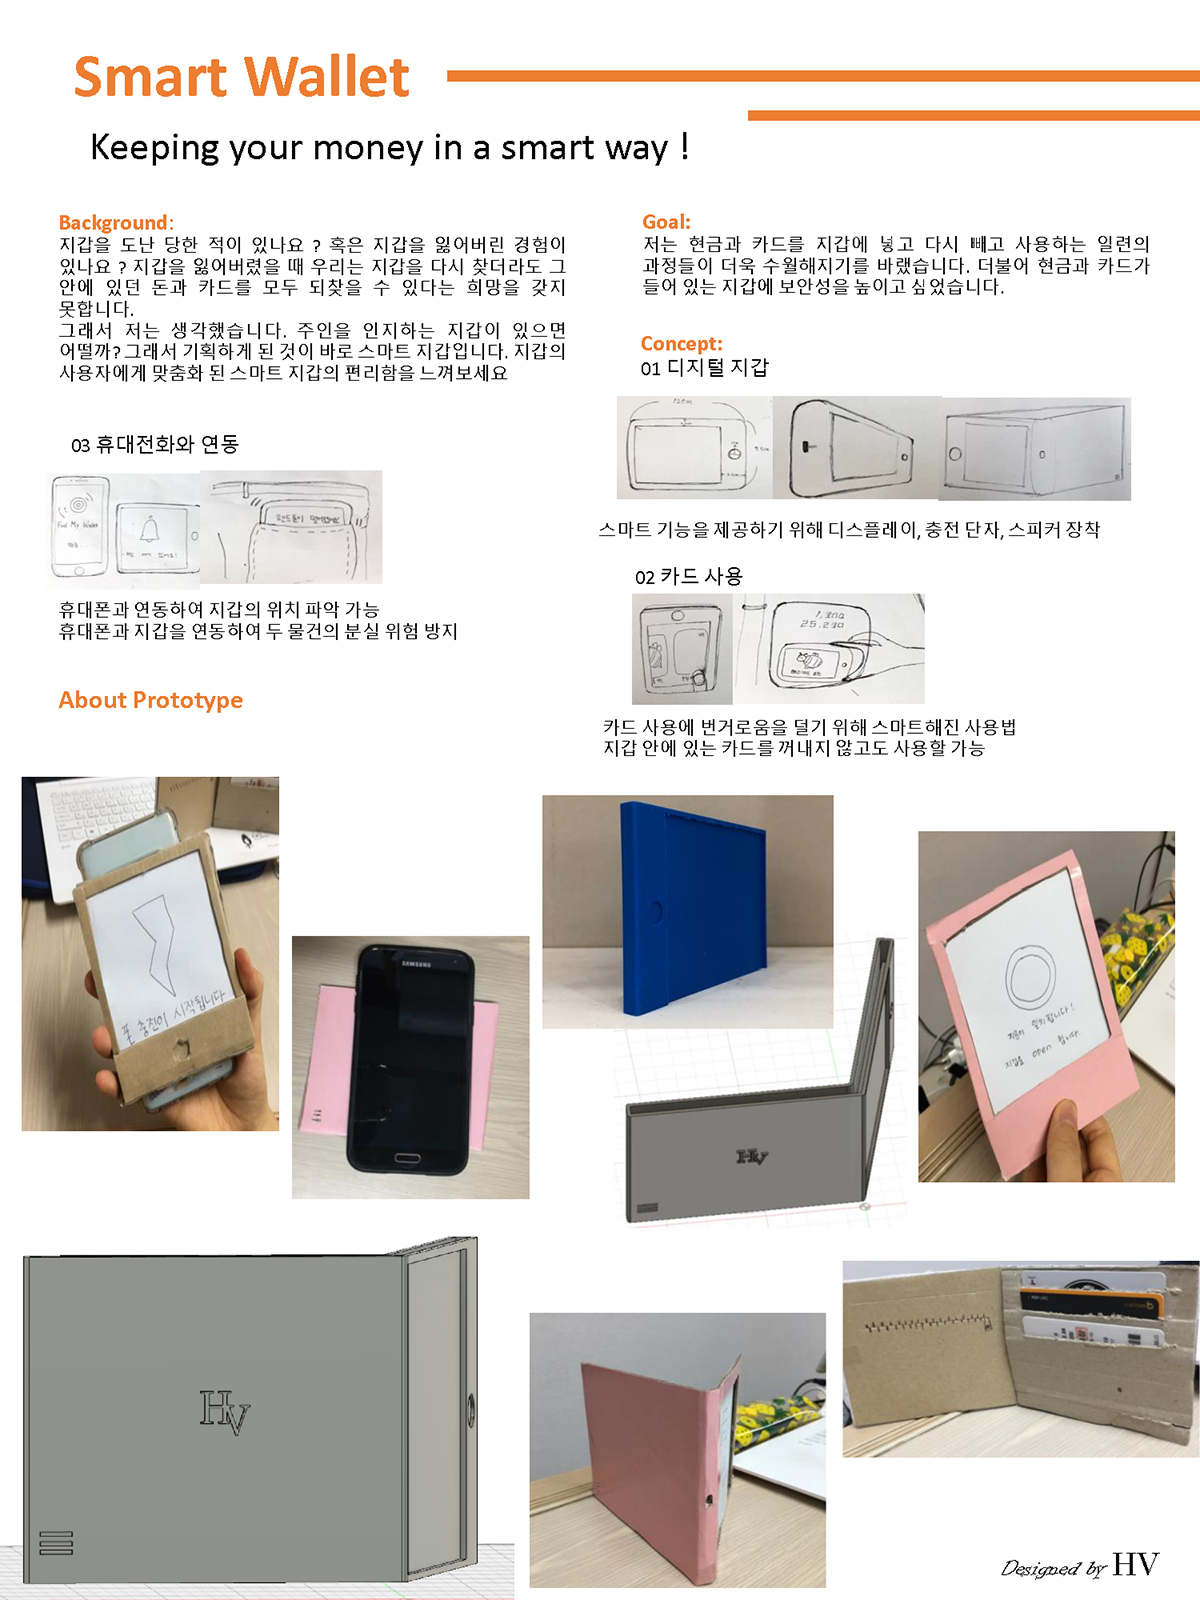 Smart Wallet
Keeping your money in a smart way !
Background:
지갑을 도난 당한 적이 있나요 ? 혹은 지갑을 잃어버린 경험이
있나요 ? 지갑을 잃어버렸을 때 우리는 지갑을 다시 찾더라도 그
안에 있던 돈과 카드를 모두 되찾을 수 있다는 희망을 갖지
못합니다.
그래서 저는 생각했습니다. 주인을 인지하는 지갑이 있으면
어떨까? 그래서 기획하게 된 것이 바로 스마트 지갑입니다. 지갑의
사용자에게 맞춤화 된 스마트 지갑의 편리함을 느껴보세요
Goal:
저는 현금과 카드를 지갑에 넣고 다시 빼고 사용하는 일련의
과정들이 더욱 수월해지기를 바랬습니다. 더불어 현금과 카드가
들어 있는 지갑에 보안성을 높이고 싶었습니다.
Concept:
01 디지털 지갑
스마트 기능을 제공하기 위해 디스플레이, 충전 단자, 스피커 장착
02 카드 사용
25,290
카드 사용에 번거로움을 덜기 위해 스마트해진 사용법
지갑 안에 있는 카드를 꺼내지 않고도 사용할 가능
03 휴대전화와 연동
Find My Wallet
휴대폰과 연동하여 지갑의 위치 파악 가능
휴대폰과 지갑을 연동하여 두 물건의 분실 위험 방지
About Prototype
폰 충전이 시작됩니다
SAMSUNG
HV
지문이 일치합니다!
지갑을 open 합니다.
HV
Designed by HV